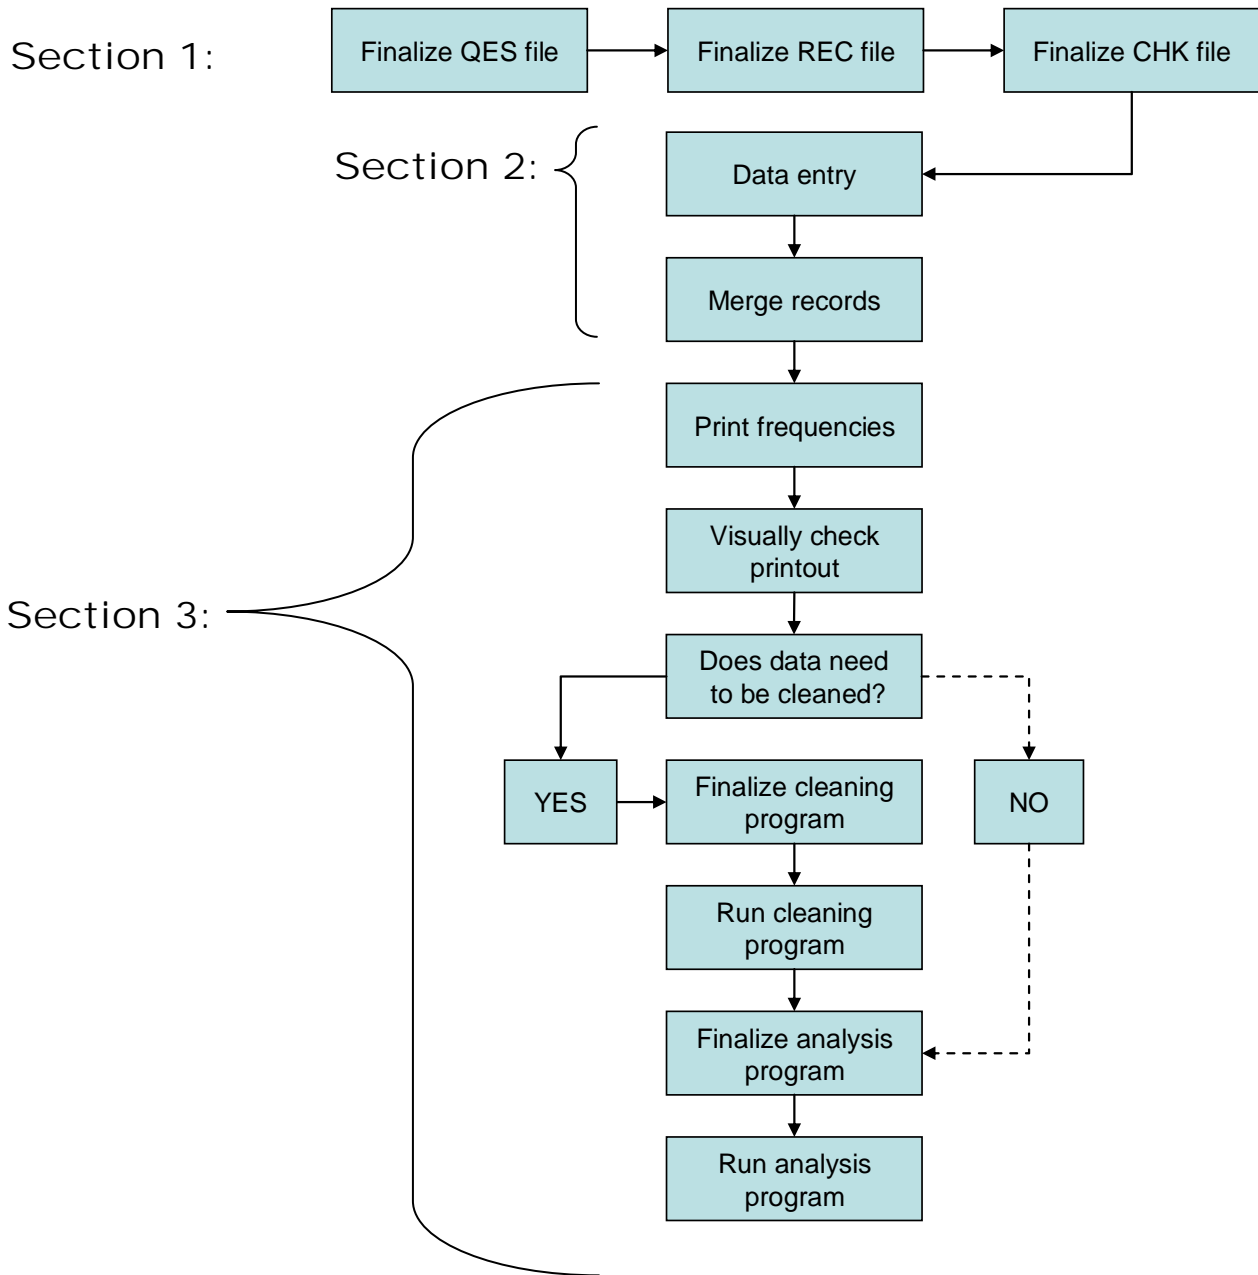 Section 1:
Finalize QES file
Finalize REC file
Finalize CHK file
Section 2:
Data entry
Merge records
Print frequencies
Visually check
printout
Section 3:
Does data need
to be cleaned?
YES
Finalize cleaning
program
NO
Run cleaning
program
Finalize analysis
program
Run analysis
program